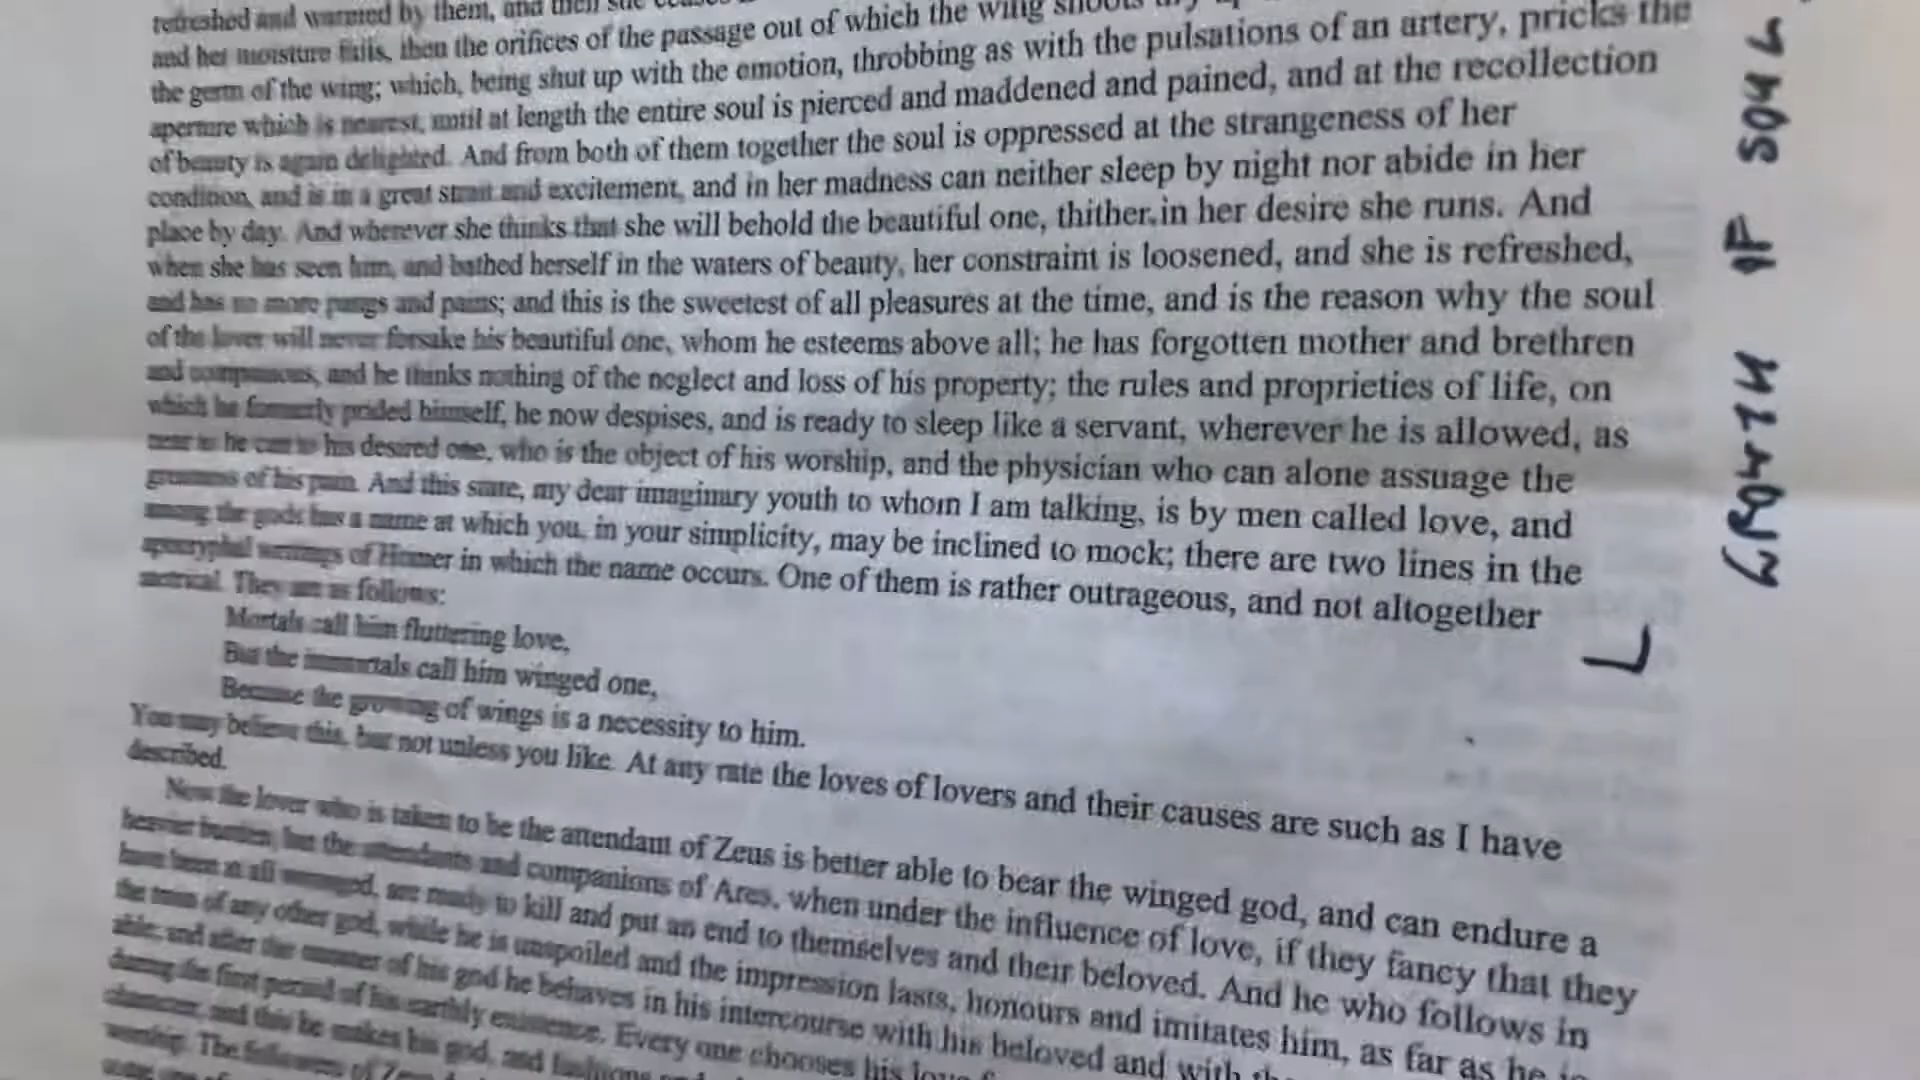 refreshed and warmed by them, and then she
and her moisture fails, then the orifices of the passage out of which the wing shoots
the germ of the wing; which, being shut up with the emotion, throbbing as with the pulsations of an artery, pricks the
aperture which is nearest, until at length the entire soul is pierced and maddened and pained, and at the recollection
of beauty is again delighted. And from both of them together the soul is oppressed at the strangeness of her
condition, and is in a great strait and excitement, and in her madness can neither sleep by night nor abide in her
place by day. And wherever she thinks that she will behold the beautiful one, thither in her desire she runs. And
when she has seen him, and bathed herself in the waters of beauty, her constraint is loosened, and she is refreshed,
and has no more pangs and pains; and this is the sweetest of all pleasures at the time, and is the reason why the soul
of the lover will never forsake his beautiful one, whom he esteems above all; he has forgotten mother and brethren
and companions, and he thinks nothing of the neglect and loss of his property; the rules and proprieties of life, on
which he formerly prided himself, he now despises, and is ready to sleep like a servant, wherever he is allowed, as
near as he can to his desired one, who is the object of his worship, and the physician who can alone assuage the
greatness of his pain. And this state, my dear imaginary youth to whom I am talking, is by men called love, and
among the gods has a name at which you, in your simplicity, may be inclined to mock; there are two lines in the
apocryphal writings of Homer in which the name occurs. One of them is rather outrageous, and not altogether
metrical. They are as follows:
Mortals call him fluttering love,
But the immortals call him winged one,
Because the growing of wings is a necessity to him.
You may believe this, but not unless you like. At any rate the loves of lovers and their causes are such as I have
described.
Now the lover who is taken to be the attendant of Zeus is better able to bear the winged god, and can endure a
heavier burden; but the attendants and companions of Ares, when under the influence of love, if they fancy that they
have been at all wronged, are ready to kill and put an end to themselves and their beloved. And he who follows in
the train of any other god, while he is unspoiled and the impression lasts, honours and imitates him, as far as he is
able; and after the manner of his god he behaves in his intercourse with his beloved and with
during the first period of his earthly existence. Every one chooses his love
character, and this he makes his god, and fashions
worship. The followers of Zeus